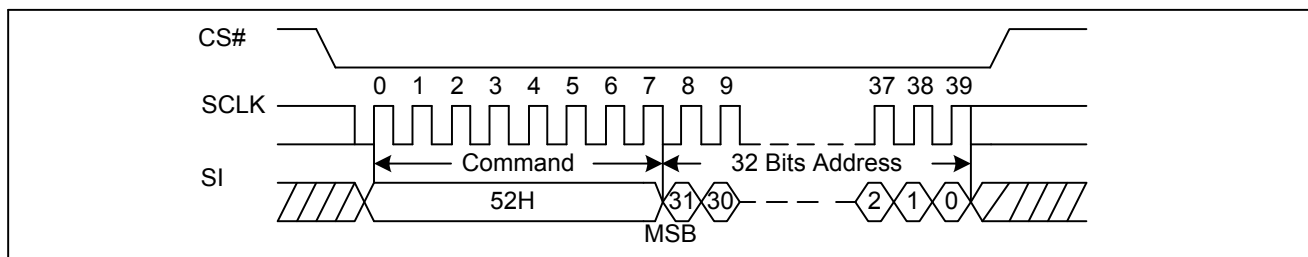 CS#
0 1 2 3 4 5 6 7 8 9 37 38 39
SCLK
Command 32 Bits Address
SI
52H 31 30 2 1 0
MSB